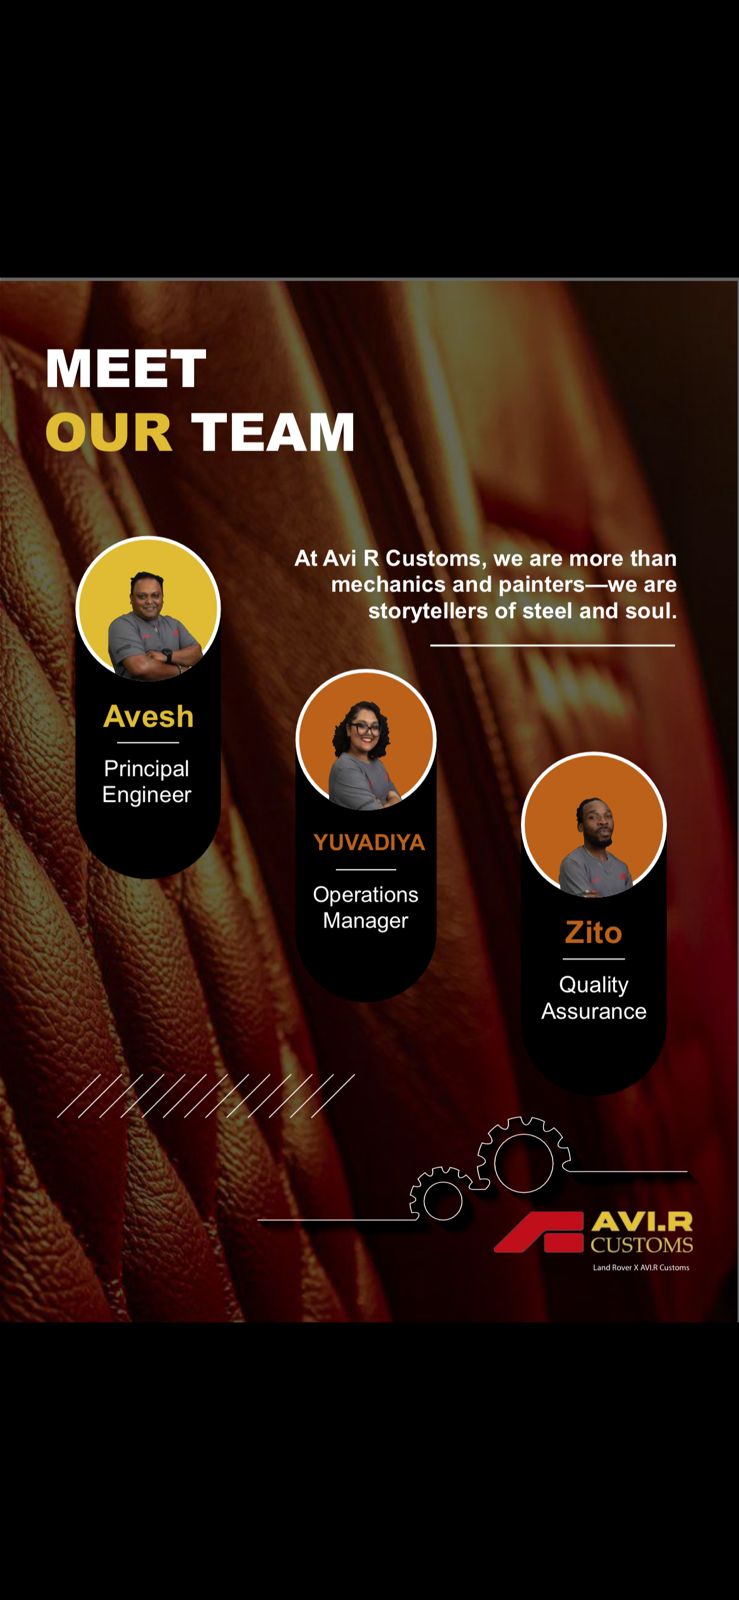 MEET
OUR TEAM
At Avi R Customs, we are more than
mechanics and painters—we are
storytellers of steel and soul.
Avesh
Principal
Engineer
YUVADIYA
Operations
Manager
Zito
Quality
Assurance
AVI.R
CUSTOMS
Land Rover X AVI.R Customs